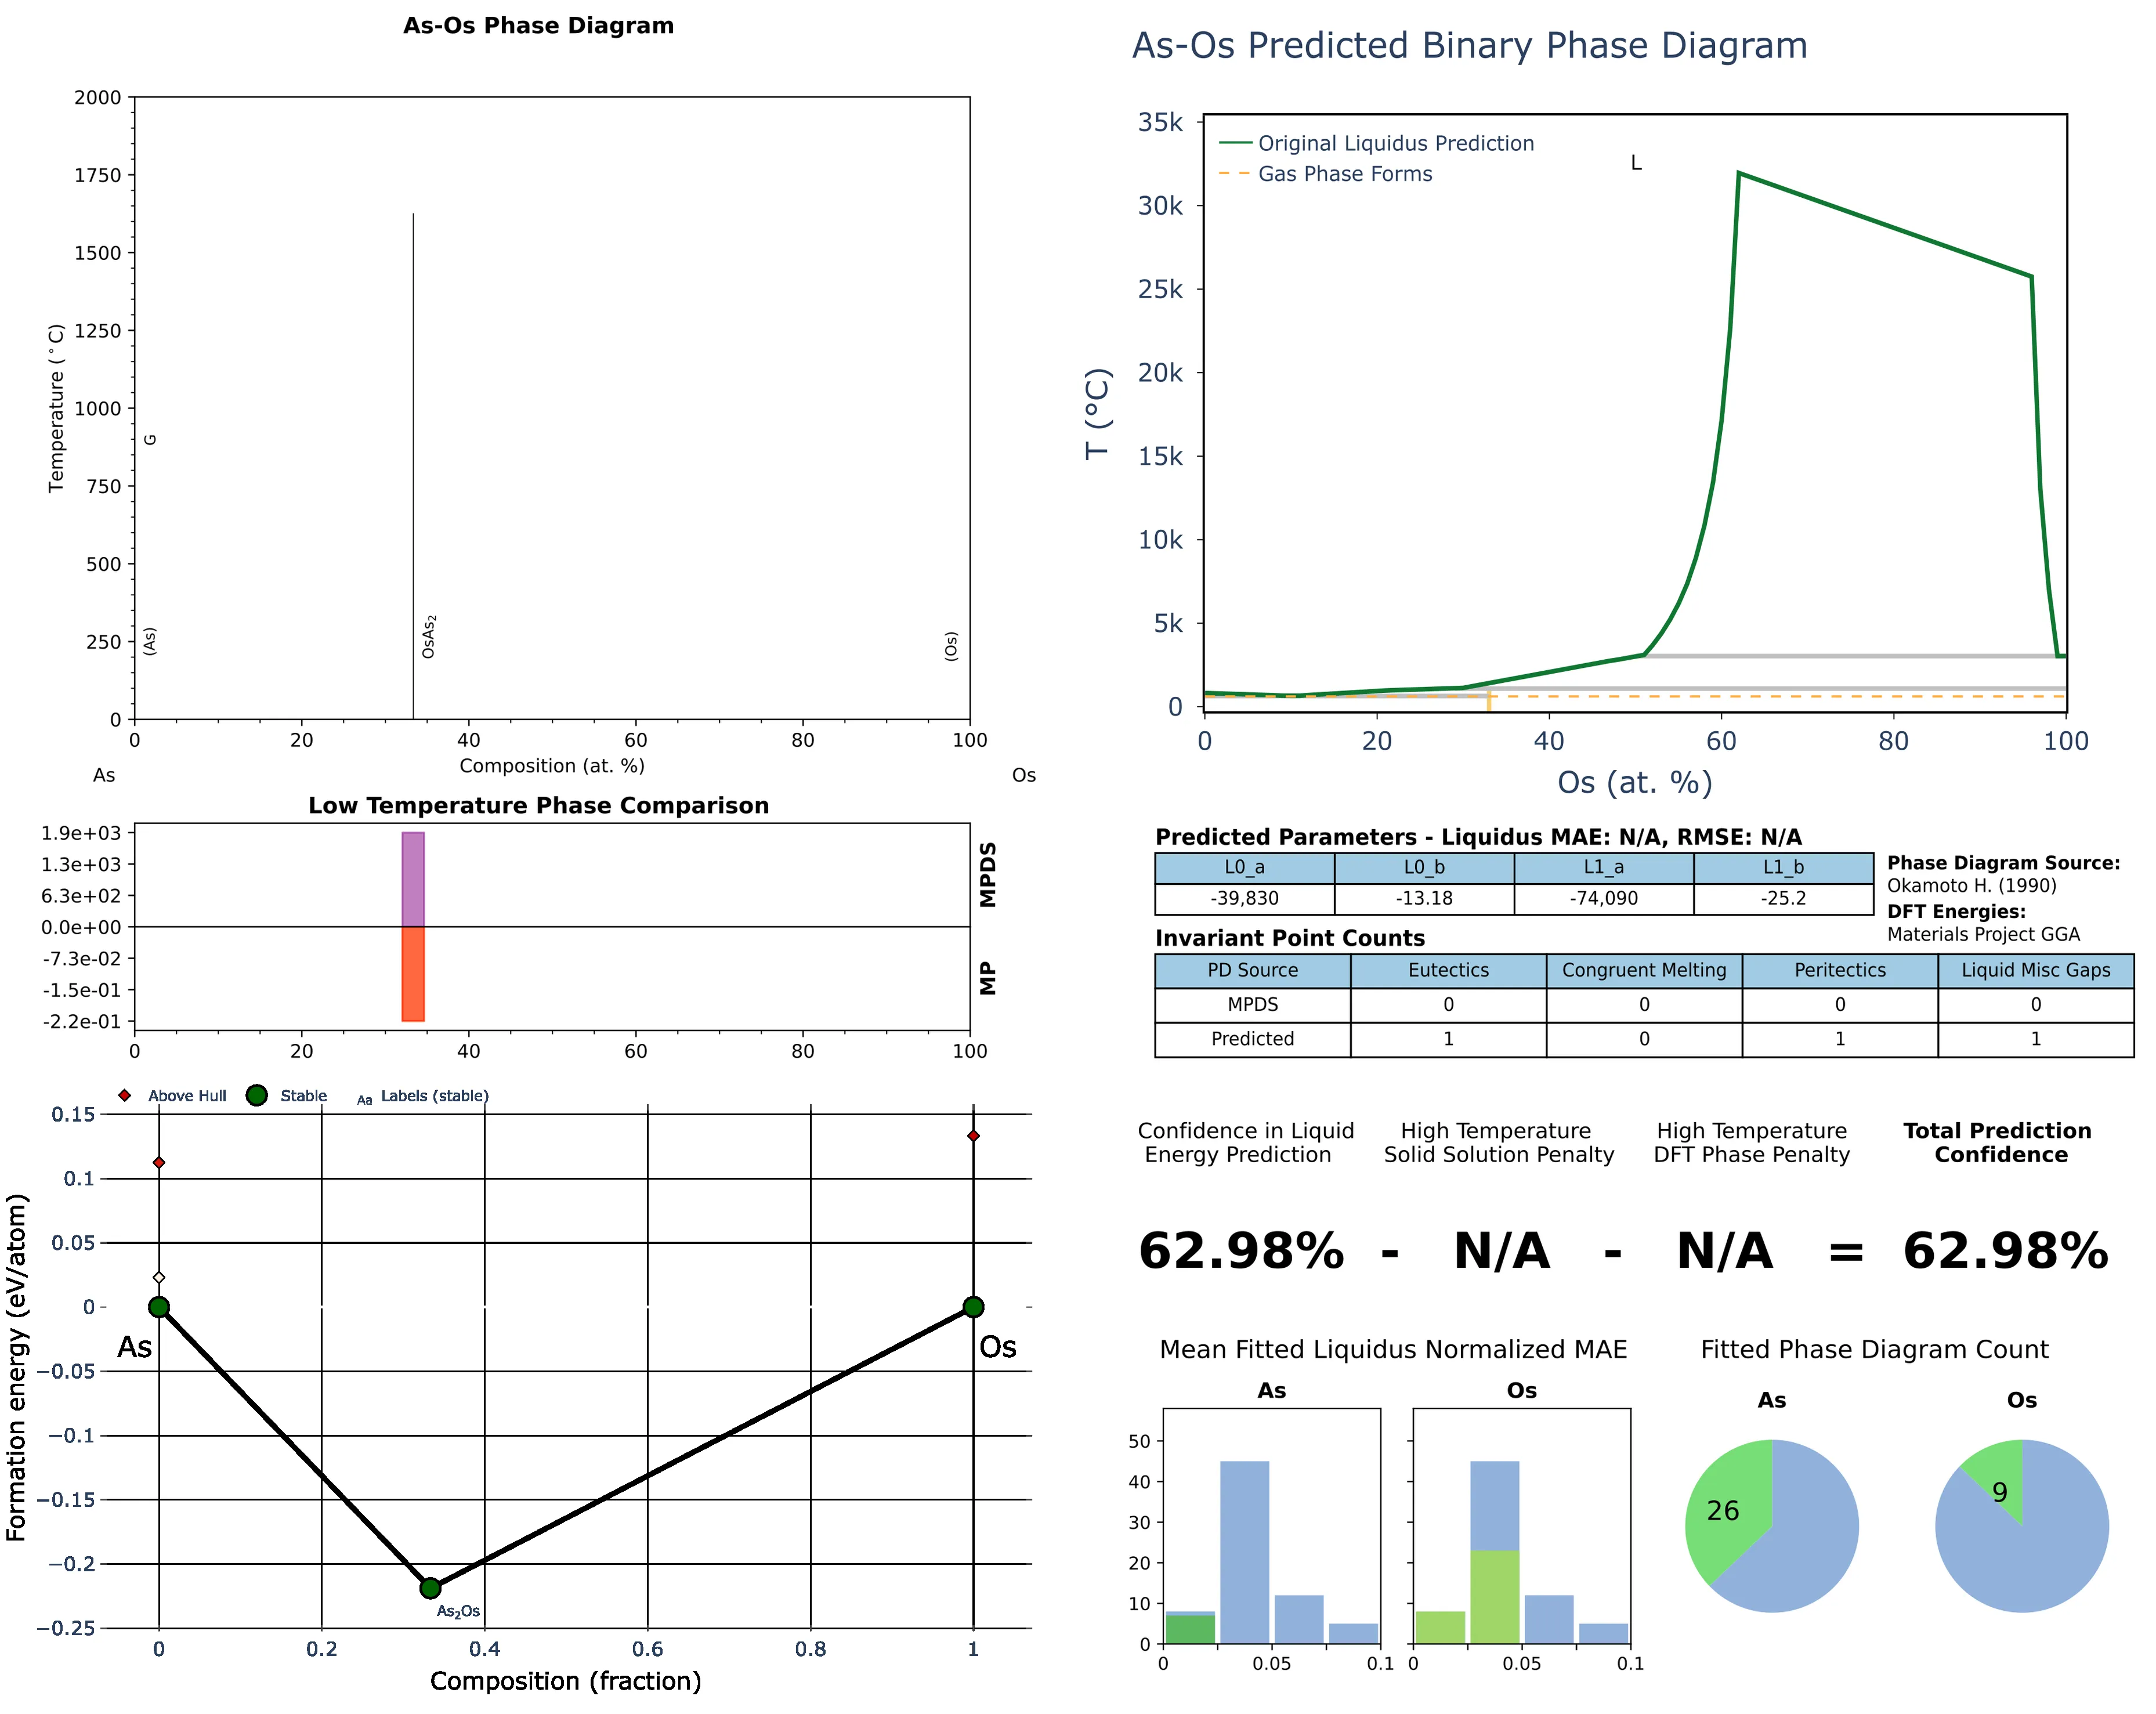 As-Os Phase Diagram
2000
1750
1500
1250
1000
750
500
250
0
Temperature (°C)
G
(As)
OsAs₂
(Os)
0 20 40 60 80 100
Composition (at. %)
As Os
Low Temperature Phase Comparison
1.9e+03
1.3e+03
6.3e+02
0.0e+00
-7.3e-02
-1.5e-01
-2.2e-01
MPDS
MP
0 20 40 60 80 100
Above Hull Stable Aa Labels (stable)
0.15
0.1
0.05
0
−0.05
−0.1
−0.15
−0.2
−0.25
Formation energy (eV/atom)
As
Os
As₂Os
0 0.2 0.4 0.6 0.8 1
Composition (fraction)
As-Os Predicted Binary Phase Diagram
35k
30k
25k
20k
15k
10k
5k
0
T (°C)
Original Liquidus Prediction
Gas Phase Forms
L
0 20 40 60 80 100
Os (at. %)
Predicted Parameters - Liquidus MAE: N/A, RMSE: N/A
L0_a L0_b L1_a L1_b
-39,830 -13.18 -74,090 -25.2
Phase Diagram Source:
Okamoto H. (1990)
DFT Energies:
Materials Project GGA
Invariant Point Counts
PD Source Eutectics Congruent Melting Peritectics Liquid Misc Gaps
MPDS 0 0 0 0
Predicted 1 0 1 1
Confidence in Liquid
Energy Prediction
High Temperature
Solid Solution Penalty
High Temperature
DFT Phase Penalty
Total Prediction
Confidence
62.98% - N/A - N/A = 62.98%
Mean Fitted Liquidus Normalized MAE
As Os
50
40
30
20
10
0
0 0.05 0.1 0 0.05 0.1
Fitted Phase Diagram Count
As Os
26 9